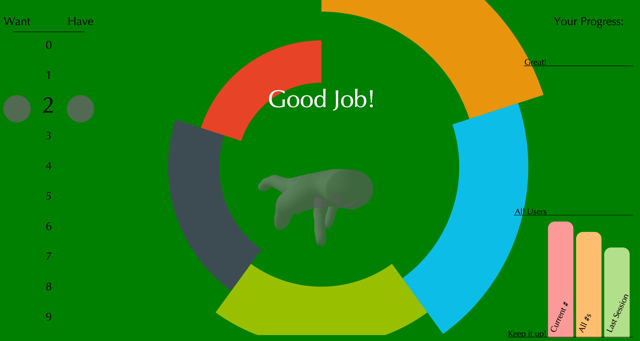 Want Have
0
1
2
3
4
5
6
7
8
9
Good Job!
Your Progress:
Great!
All Users
Keep it up!
Current #
All #s
Last Session